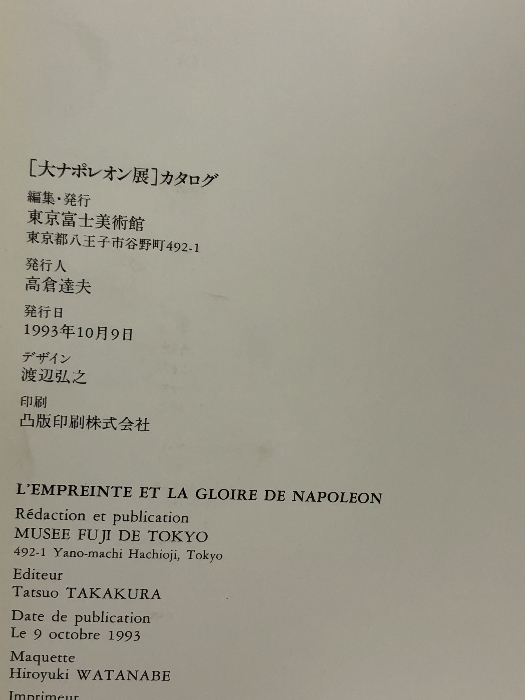 ［大ナポレオン展］カタログ
編集・発行
東京富士美術館
東京都八王子市谷野町492-1
発行人
高倉達夫
発行日
1993年10月9日
デザイン
渡辺弘之
印刷
凸版印刷株式会社
L'EMPREINTE ET LA GLOIRE DE NAPOLEON
Rédaction et publication
MUSEE FUJI DE TOKYO
492-1 Yano-machi Hachioji, Tokyo
Editeur
Tatsuo TAKAKURA
Date de publication
Le 9 octobre 1993
Maquette
Hiroyuki WATANABE
Imprimeur